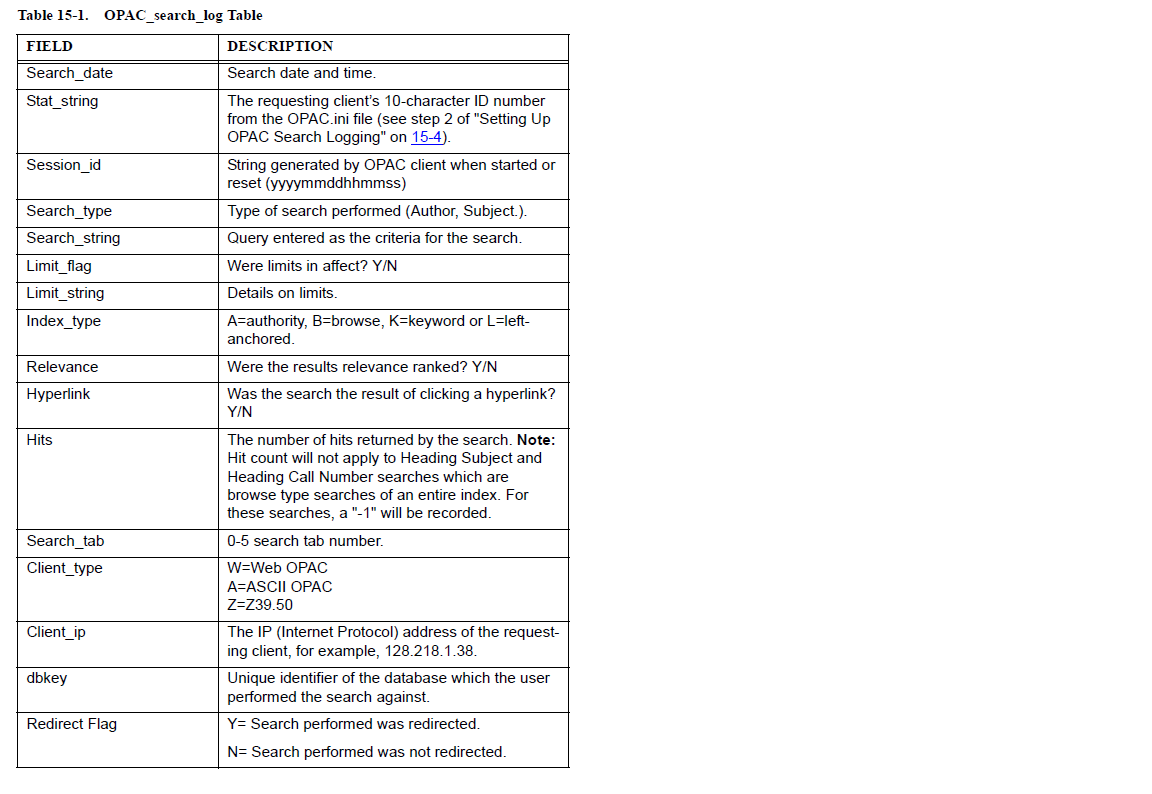 Table 15-1. OPAC_search_log Table
FIELD DESCRIPTION
Search_date Search date and time.
Stat_string The requesting client’s 10-character ID number
from the OPAC.ini file (see step 2 of "Setting Up
OPAC Search Logging" on 15-4).
Session_id String generated by OPAC client when started or
reset (yyyymmddhhmmss)
Search_type Type of search performed (Author, Subject.).
Search_string Query entered as the criteria for the search.
Limit_flag Were limits in affect? Y/N
Limit_string Details on limits.
Index_type A=authority, B=browse, K=keyword or L=left-
anchored.
Relevance Were the results relevance ranked? Y/N
Hyperlink Was the search the result of clicking a hyperlink?
Y/N
Hits The number of hits returned by the search. Note:
Hit count will not apply to Heading Subject and
Heading Call Number searches which are
browse type searches of an entire index. For
these searches, a "-1" will be recorded.
Search_tab 0-5 search tab number.
Client_type W=Web OPAC
A=ASCII OPAC
Z=Z39.50
Client_ip The IP (Internet Protocol) address of the request-
ing client, for example, 128.218.1.38.
dbkey Unique identifier of the database which the user
performed the search against.
Redirect Flag Y= Search performed was redirected.
N= Search performed was not redirected.